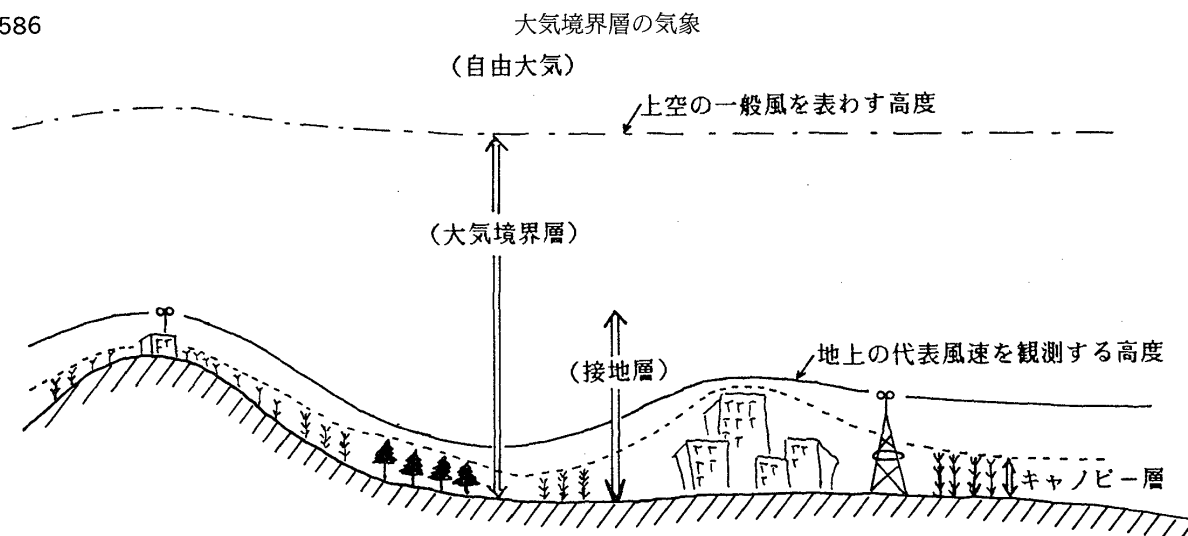 586
大気境界層の気象
（自由大気）
上空の一般風を表わす高度
（大気境界層）
地上の代表風速を観測する高度
（接地層）
キャノピー層